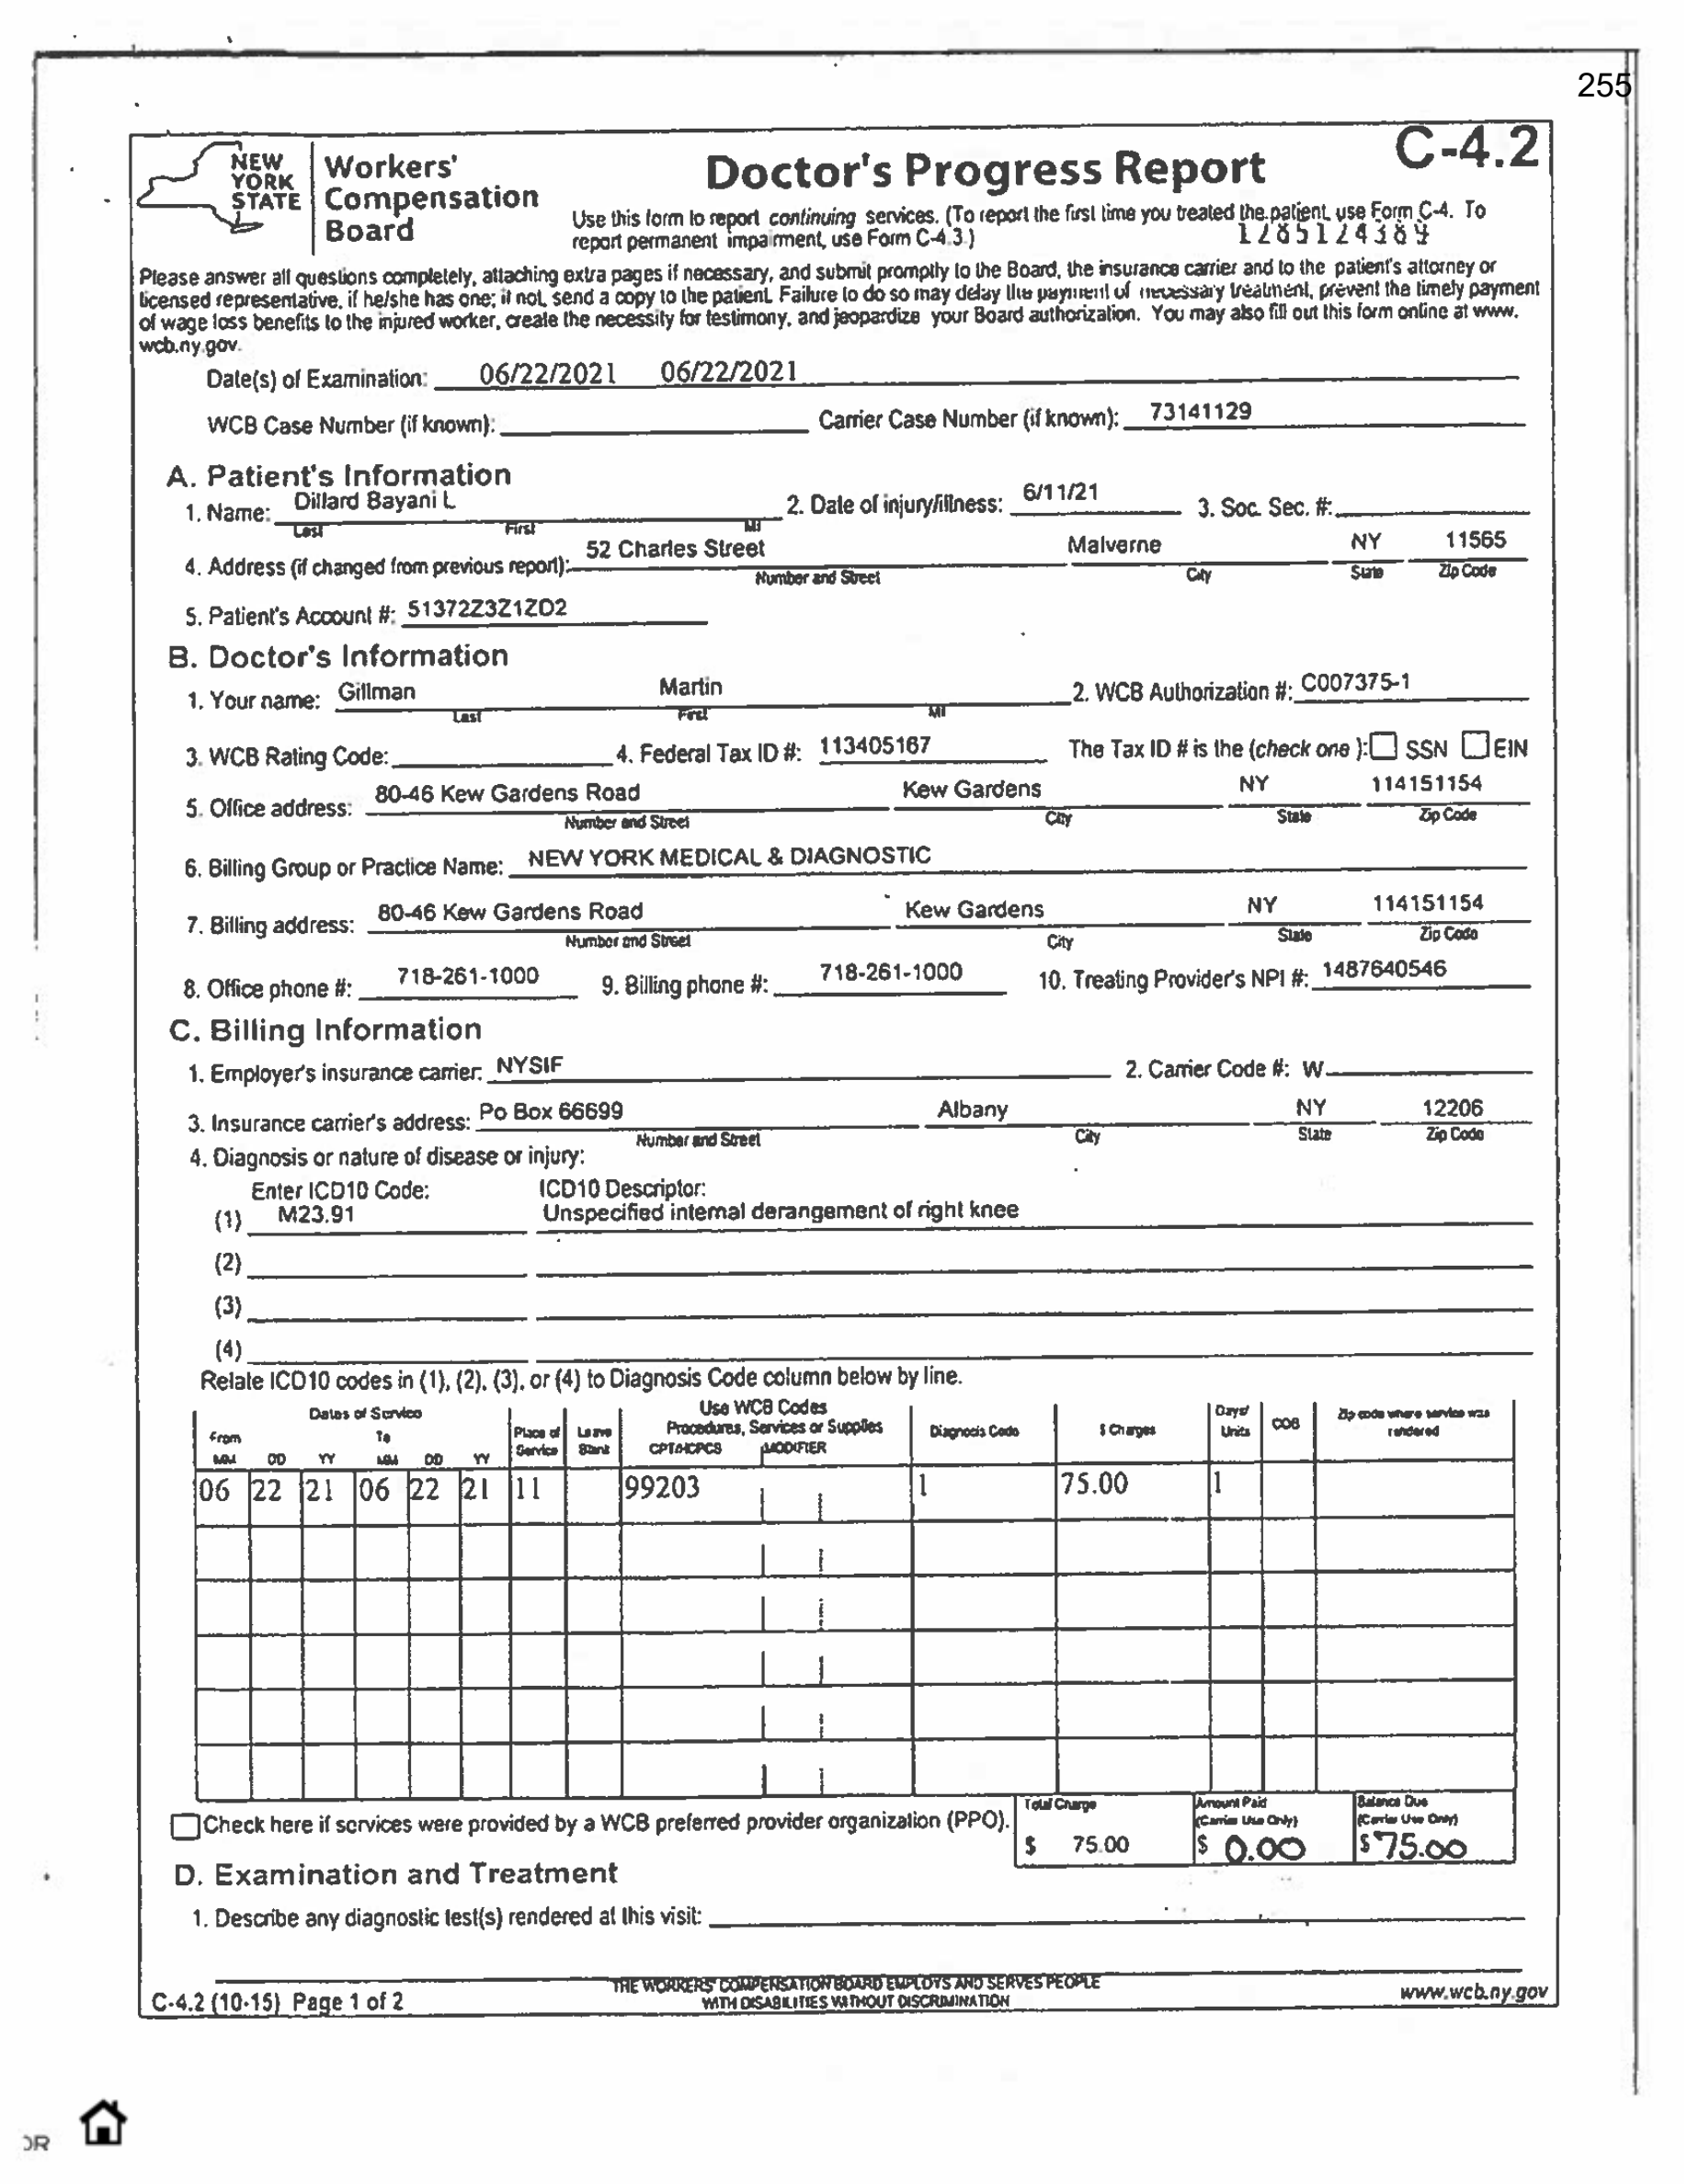 255
NEW YORK STATE
Workers' Compensation Board
Doctor's Progress Report
C-4.2
Use this form to report continuing services. (To report the first time you treated the patient, use Form C-4. To
report permanent impairment, use Form C-4.3.)
1285124389
Please answer all questions completely, attaching extra pages if necessary, and submit promptly to the Board, the insurance carrier and to the patient's attorney or
licensed representative, if he/she has one; if not, send a copy to the patient. Failure to do so may delay the payment of necessary treatment, prevent the timely payment
of wage loss benefits to the injured worker, create the necessity for testimony, and jeopardize your Board authorization. You may also fill out this form online at www.
wcb.ny.gov.
Date(s) of Examination: 06/22/2021 06/22/2021
WCB Case Number (if known): Carrier Case Number (if known): 73141129
A. Patient's Information
1. Name: Dillard Bayani L 2. Date of injury/illness: 6/11/21 3. Soc. Sec. #:
Last First MI
4. Address (if changed from previous report): 52 Charles Street Malverne NY 11565
Number and Street City State Zip Code
5. Patient's Account #: 51372Z3Z1ZD2
B. Doctor's Information
1. Your name: Gillman Martin 2. WCB Authorization #: C007375-1
Last First MI
3. WCB Rating Code: 4. Federal Tax ID #: 113405167 The Tax ID # is the (check one ): SSN EIN
5. Office address: 80-46 Kew Gardens Road Kew Gardens NY 114151154
Number and Street City State Zip Code
6. Billing Group or Practice Name: NEW YORK MEDICAL & DIAGNOSTIC
7. Billing address: 80-46 Kew Gardens Road Kew Gardens NY 114151154
Number and Street City State Zip Code
8. Office phone #: 718-261-1000 9. Billing phone #: 718-261-1000 10. Treating Provider's NPI #: 1487640546
C. Billing Information
1. Employer's insurance carrier: NYSIF 2. Carrier Code #: W
3. Insurance carrier's address: Po Box 66699 Albany NY 12206
Number and Street City State Zip Code
4. Diagnosis or nature of disease or injury:
Enter ICD10 Code: ICD10 Descriptor:
(1) M23.91 Unspecified internal derangement of right knee
(2)
(3)
(4)
Relate ICD10 codes in (1), (2), (3), or (4) to Diagnosis Code column below by line.
Dates of Service Use WCB Codes
From To Place of Service Leave Blank Procedures, Services or Supplies Diagnosis Code $ Charges Days/ Units COB Zip code where service was rendered
MM DD YY MM DD YY CPT/HCPCS MODIFIER
06 22 21 06 22 21 11 99203 1 75.00 1
Check here if services were provided by a WCB preferred provider organization (PPO).
Total Charge Amount Paid (Carrier Use Only) Balance Due (Carrier Use Only)
$ 75.00 $ 0.00 $ 75.00
D. Examination and Treatment
1. Describe any diagnostic test(s) rendered at this visit:
THE WORKERS' COMPENSATION BOARD EMPLOYS AND SERVES PEOPLE
WITH DISABILITIES WITHOUT DISCRIMINATION
C-4.2 (10-15) Page 1 of 2
www.wcb.ny.gov
OR